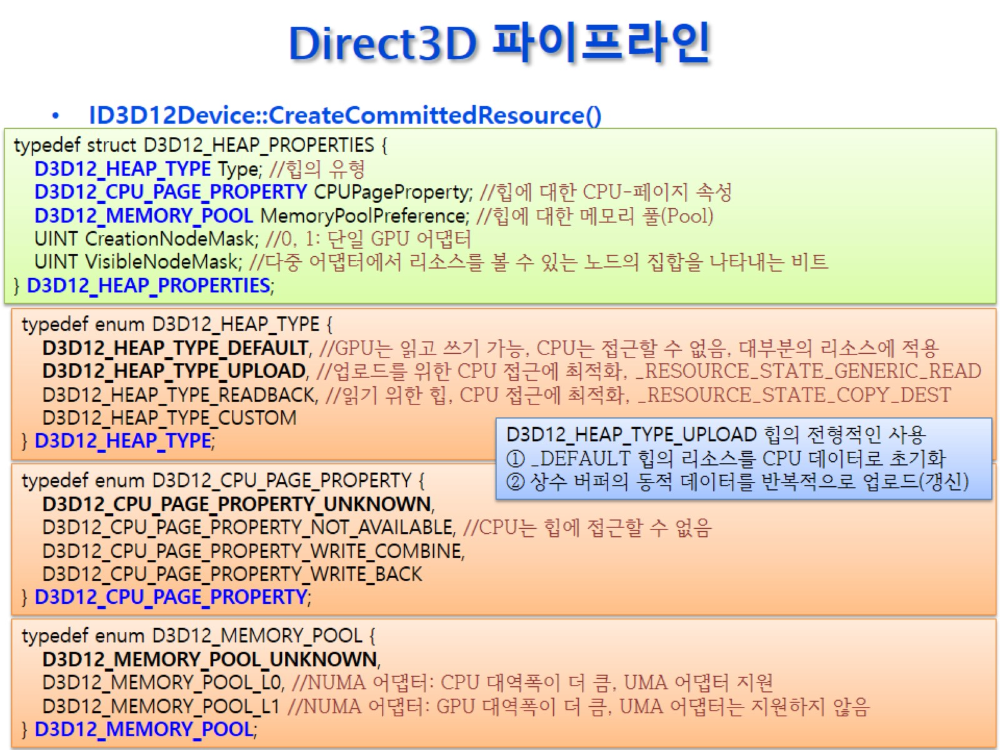 Direct3D 파이프라인
• ID3D12Device::CreateCommittedResource()
typedef struct D3D12_HEAP_PROPERTIES {
D3D12_HEAP_TYPE Type; //힙의 유형
D3D12_CPU_PAGE_PROPERTY CPUPageProperty; //힙에 대한 CPU-페이지 속성
D3D12_MEMORY_POOL MemoryPoolPreference; //힙에 대한 메모리 풀(Pool)
UINT CreationNodeMask; //0, 1: 단일 GPU 어댑터
UINT VisibleNodeMask; //다중 어댑터에서 리소스를 볼 수 있는 노드의 집합을 나타내는 비트
} D3D12_HEAP_PROPERTIES;
typedef enum D3D12_HEAP_TYPE {
D3D12_HEAP_TYPE_DEFAULT, //GPU는 읽고 쓰기 가능, CPU는 접근할 수 없음, 대부분의 리소스에 적용
D3D12_HEAP_TYPE_UPLOAD, //업로드를 위한 CPU 접근에 최적화, _RESOURCE_STATE_GENERIC_READ
D3D12_HEAP_TYPE_READBACK, //읽기 위한 힙, CPU 접근에 최적화, _RESOURCE_STATE_COPY_DEST
D3D12_HEAP_TYPE_CUSTOM
} D3D12_HEAP_TYPE;
D3D12_HEAP_TYPE_UPLOAD 힙의 전형적인 사용
① _DEFAULT 힙의 리소스를 CPU 데이터로 초기화
② 상수 버퍼의 동적 데이터를 반복적으로 업로드(갱신)
typedef enum D3D12_CPU_PAGE_PROPERTY {
D3D12_CPU_PAGE_PROPERTY_UNKNOWN,
D3D12_CPU_PAGE_PROPERTY_NOT_AVAILABLE, //CPU는 힙에 접근할 수 없음
D3D12_CPU_PAGE_PROPERTY_WRITE_COMBINE,
D3D12_CPU_PAGE_PROPERTY_WRITE_BACK
} D3D12_CPU_PAGE_PROPERTY;
typedef enum D3D12_MEMORY_POOL {
D3D12_MEMORY_POOL_UNKNOWN,
D3D12_MEMORY_POOL_L0, //NUMA 어댑터: CPU 대역폭이 더 큼, UMA 어댑터 지원
D3D12_MEMORY_POOL_L1 //NUMA 어댑터: GPU 대역폭이 더 큼, UMA 어댑터는 지원하지 않음
} D3D12_MEMORY_POOL;